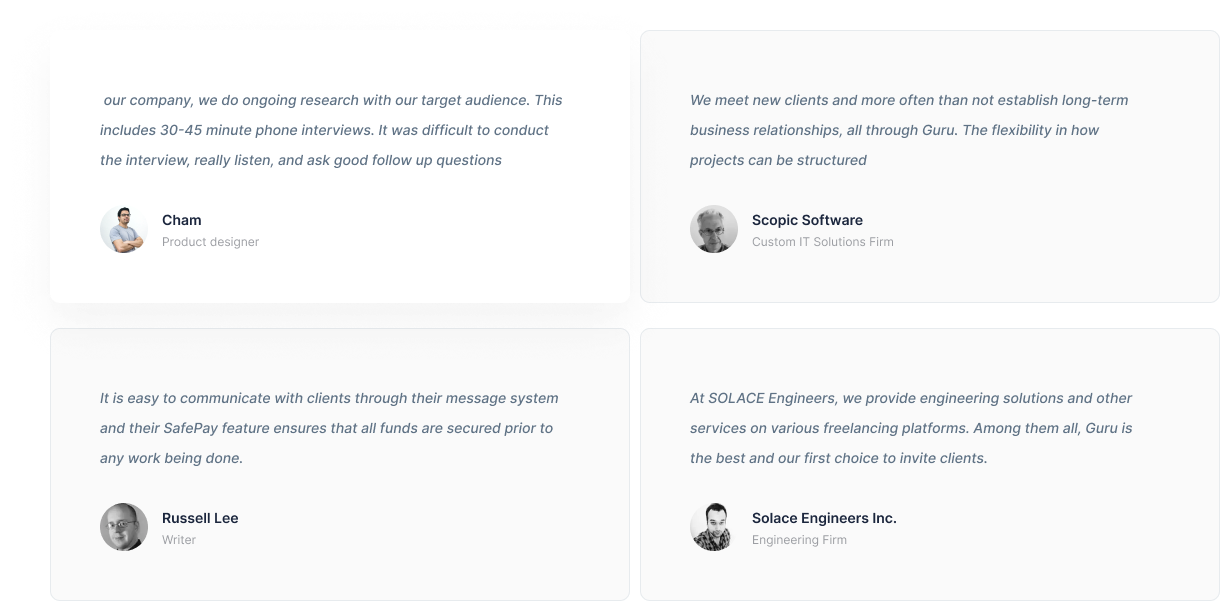 our company, we do ongoing research with our target audience. This
includes 30-45 minute phone interviews. It was difficult to conduct
the interview, really listen, and ask good follow up questions
Cham
Product designer
We meet new clients and more often than not establish long-term
business relationships, all through Guru. The flexibility in how
projects can be structured
Scopic Software
Custom IT Solutions Firm
It is easy to communicate with clients through their message system
and their SafePay feature ensures that all funds are secured prior to
any work being done.
Russell Lee
Writer
At SOLACE Engineers, we provide engineering solutions and other
services on various freelancing platforms. Among them all, Guru is
the best and our first choice to invite clients.
Solace Engineers Inc.
Engineering Firm